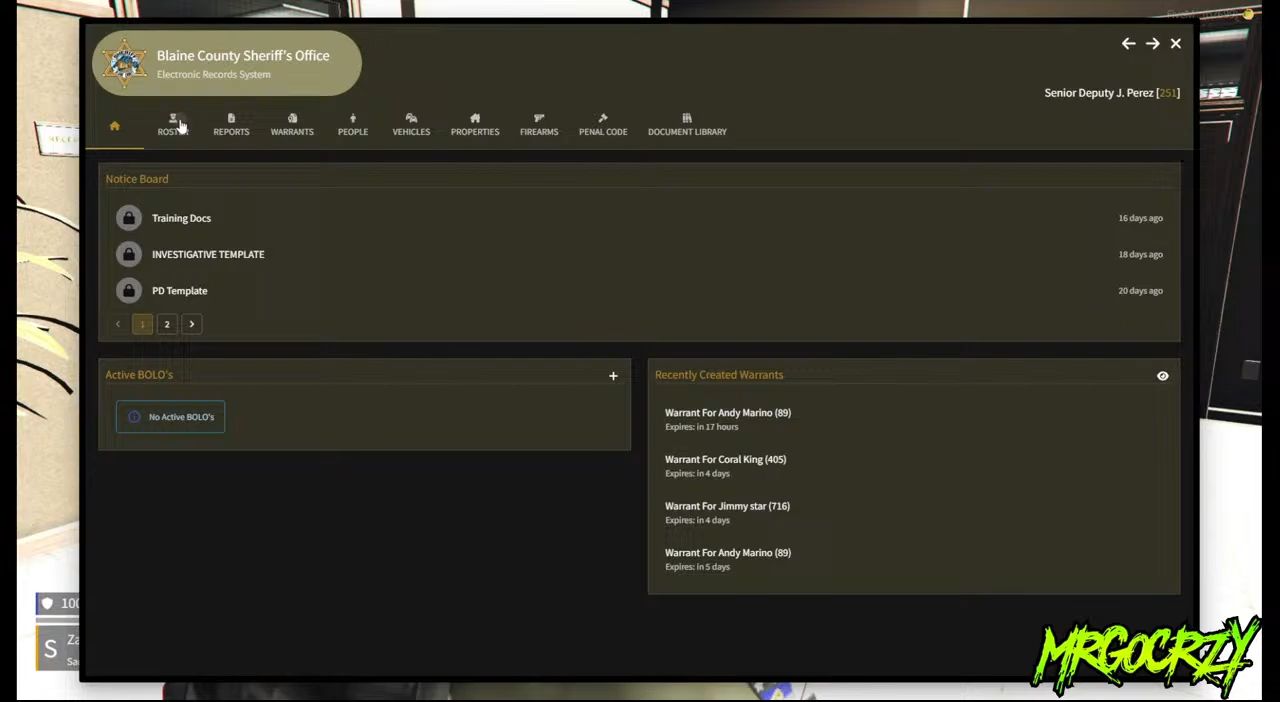 Blaine County Sheriff's Office
Electronic Records System
Senior Deputy J. Perez [251]
REPORTS
WARRANTS
PEOPLE
VEHICLES
PROPERTIES
FIREARMS
PENAL CODE
DOCUMENT LIBRARY
Notice Board
Training Docs
16 days ago
INVESTIGATIVE TEMPLATE
18 days ago
PD Template
20 days ago
1
2
Active BOLO's
No Active BOLO's
Recently Created Warrants
Warrant For Andy Marino (89)
Expires: in 17 hours
Warrant For Coral King (405)
Expires: in 4 days
Warrant For Jimmy star (716)
Expires: in 4 days
Warrant For Andy Marino (89)
Expires: in 5 days
100
S
Za
Sa
MRGOCRZY